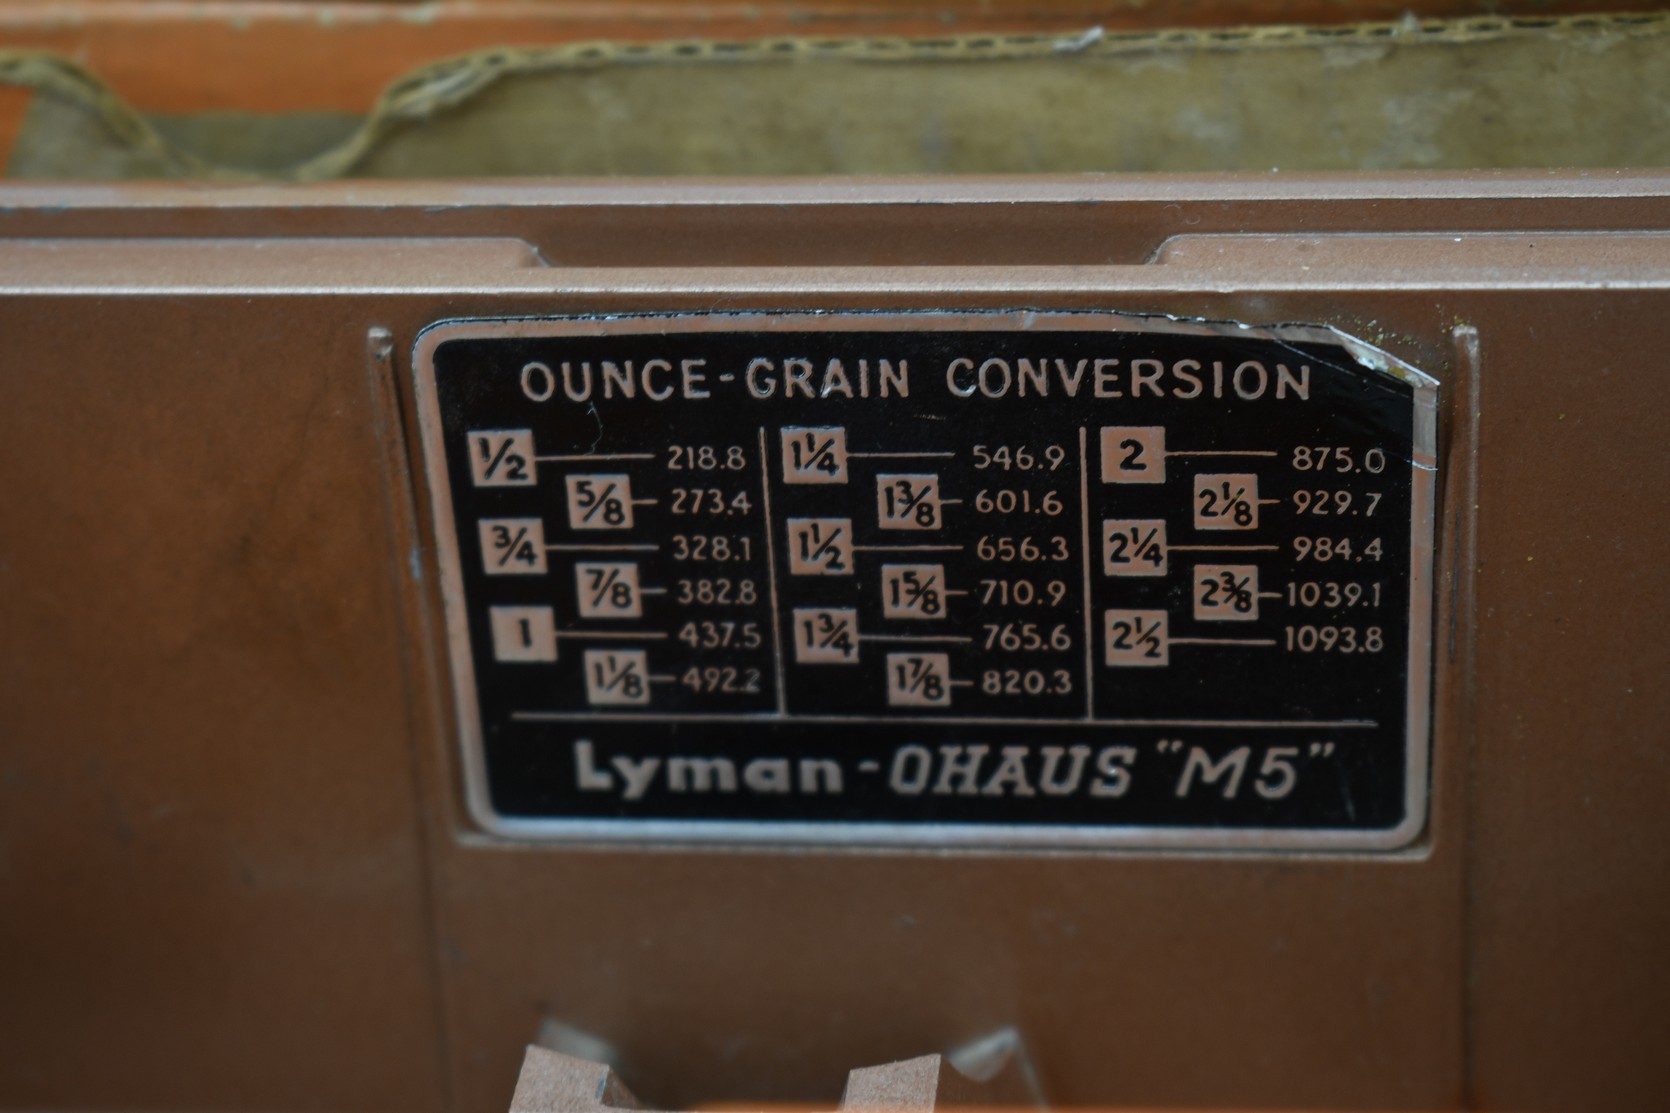 OUNCE-GRAIN CONVERSION
1/2 218.8
5/8 273.4
3/4 328.1
7/8 382.8
1 437.5
1 1/8 492.2
1 1/4 546.9
1 3/8 601.6
1 1/2 656.3
1 5/8 710.9
1 3/4 765.6
1 7/8 820.3
2 875.0
2 1/8 929.7
2 1/4 984.4
2 3/8 1039.1
2 1/2 1093.8
Lyman-OHAUS "M5"